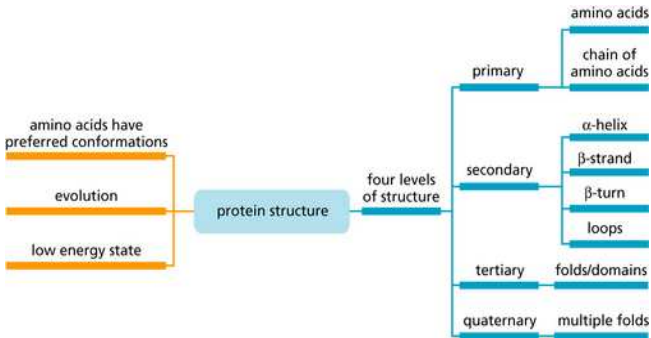 amino acids have
preferred conformations
evolution
low energy state
protein structure
four levels
of structure
primary
amino acids
chain of
amino acids
secondary
α-helix
β-strand
β-turn
loops
tertiary
folds/domains
quaternary
multiple folds